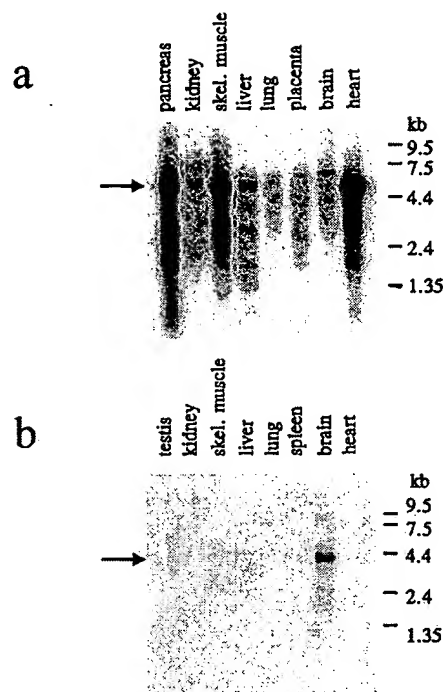 a
pancreas
kidney
skel. muscle
liver
lung
placenta
brain
heart
kb
9.5
7.5
4.4
2.4
1.35
b
testis
kidney
skel. muscle
liver
lung
spleen
brain
heart
kb
9.5
7.5
4.4
2.4
1.35